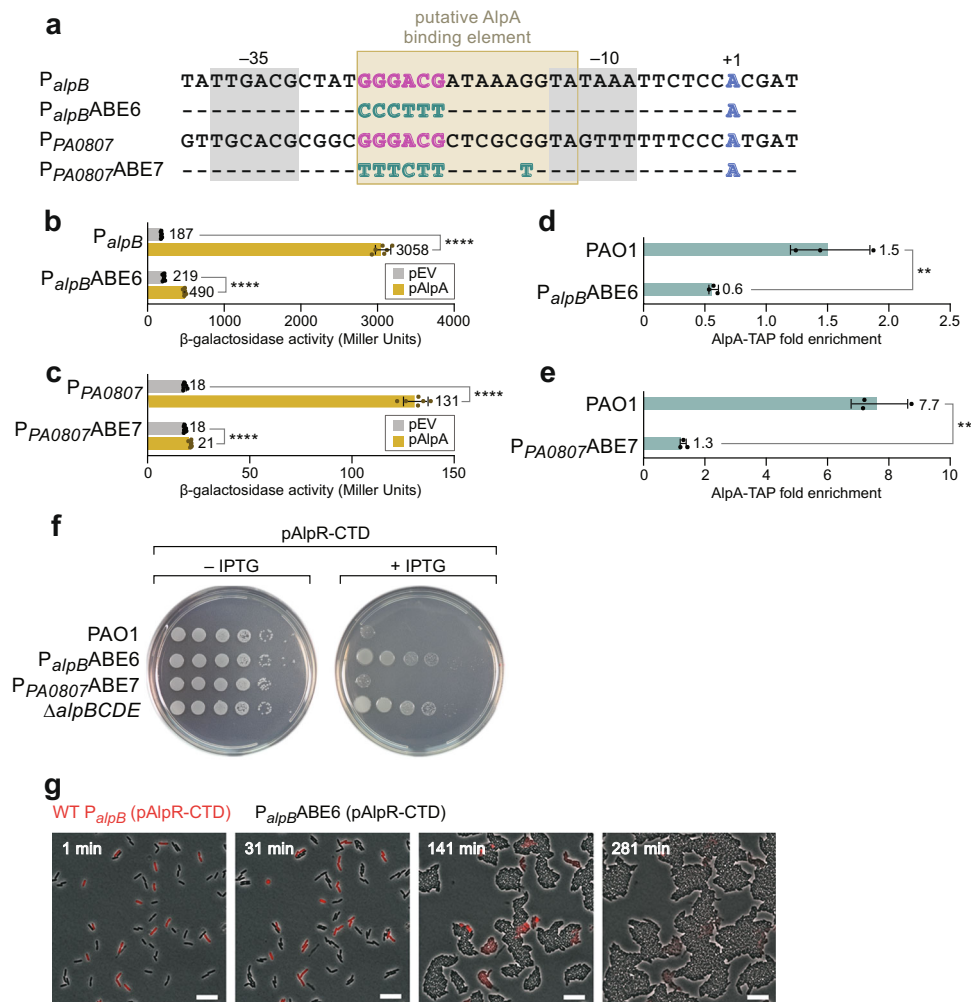 a
putative AlpA
binding element
–35 –10 +1
PalpB TATTGACGCTATGGGACGATAAAGGTATAAATTCTCCACGAT
PalpBABE6 ------------CCCTTT-------------------A----
PPA0807 GTTGCACGCGGCGGGACGCTCGCGGTAGTTTTTTCCCATGAT
PPA0807ABE7 ------------TTTCTT-----T-------------A----
b
PalpB 187 3058 ****
PalpBABE6 219 490 ****
pEV
pAlpA
0 1000 2000 3000 4000
β-galactosidase activity (Miller Units)
d
PAO1 1.5
PalpBABE6 0.6 **
0 0.5 1.0 1.5 2.0 2.5
AlpA-TAP fold enrichment
c
PPA0807 18 131 ****
PPA0807ABE7 18 21 ****
pEV
pAlpA
0 50 100 150
β-galactosidase activity (Miller Units)
e
PAO1 7.7
PPA0807ABE7 1.3 **
0 2 4 6 8 10
AlpA-TAP fold enrichment
f
pAlpR-CTD
– IPTG + IPTG
PAO1
PalpBABE6
PPA0807ABE7
ΔalpBCDE
g
WT PalpB (pAlpR-CTD) PalpBABE6 (pAlpR-CTD)
1 min 31 min 141 min 281 min